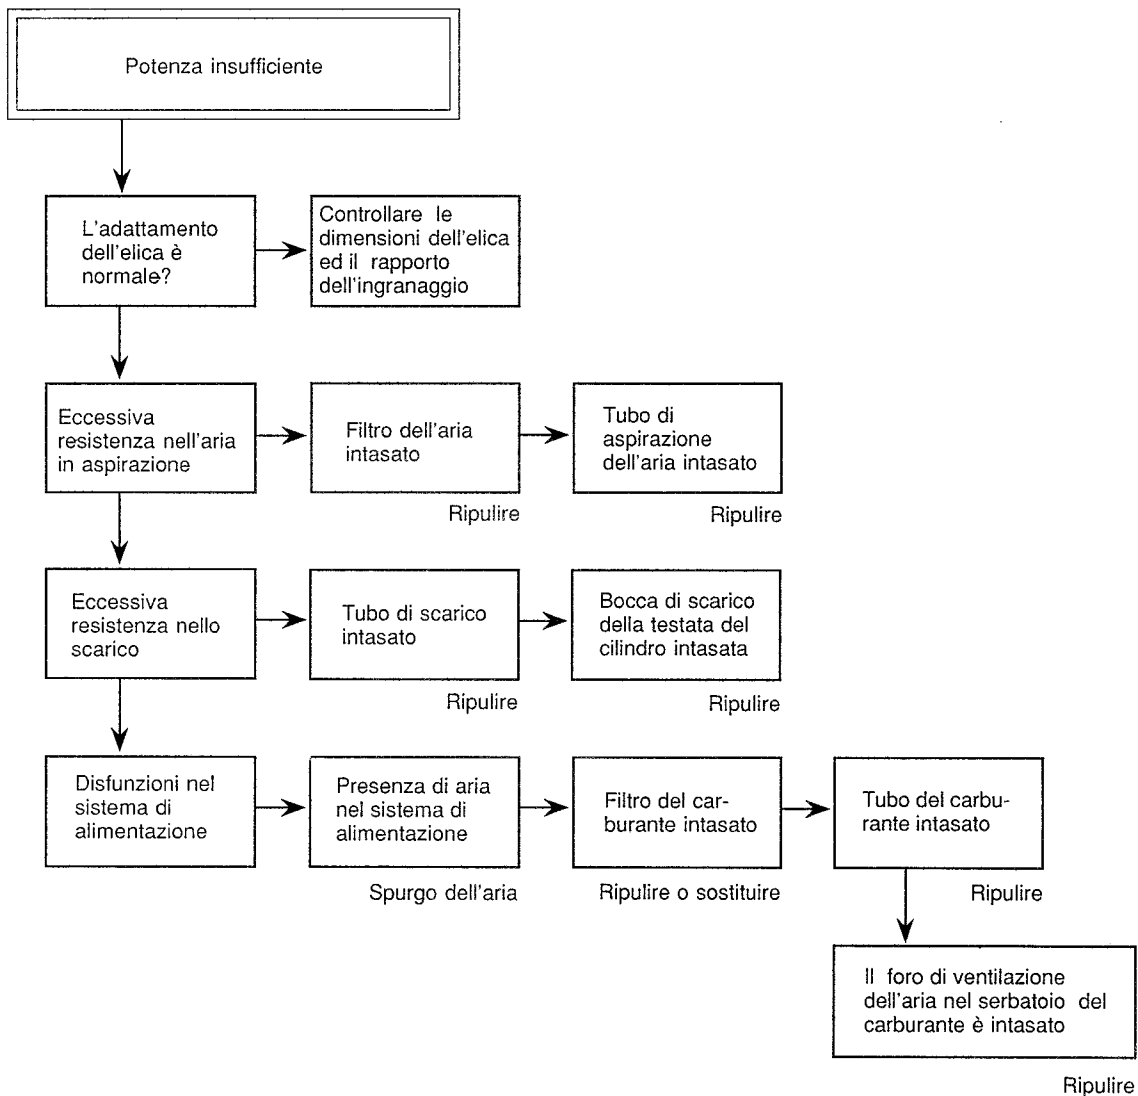 Potenza insufficiente
L'adattamento
dell'elica è
normale?
Controllare le
dimensioni dell'elica
ed il rapporto
dell'ingranaggio
Eccessiva
resistenza nell'aria
in aspirazione
Filtro dell'aria
intasato
Ripulire
Tubo di
aspirazione
dell'aria intasato
Ripulire
Eccessiva
resistenza nello
scarico
Tubo di scarico
intasato
Ripulire
Bocca di scarico
della testata del
cilindro intasata
Ripulire
Disfunzioni nel
sistema di
alimentazione
Presenza di aria
nel sistema di
alimentazione
Spurgo dell'aria
Filtro del car-
burante intasato
Ripulire o sostituire
Tubo del carbu-
rante intasato
Ripulire
Il foro di ventilazione
dell'aria nel serbatoio del
carburante è intasato
Ripulire